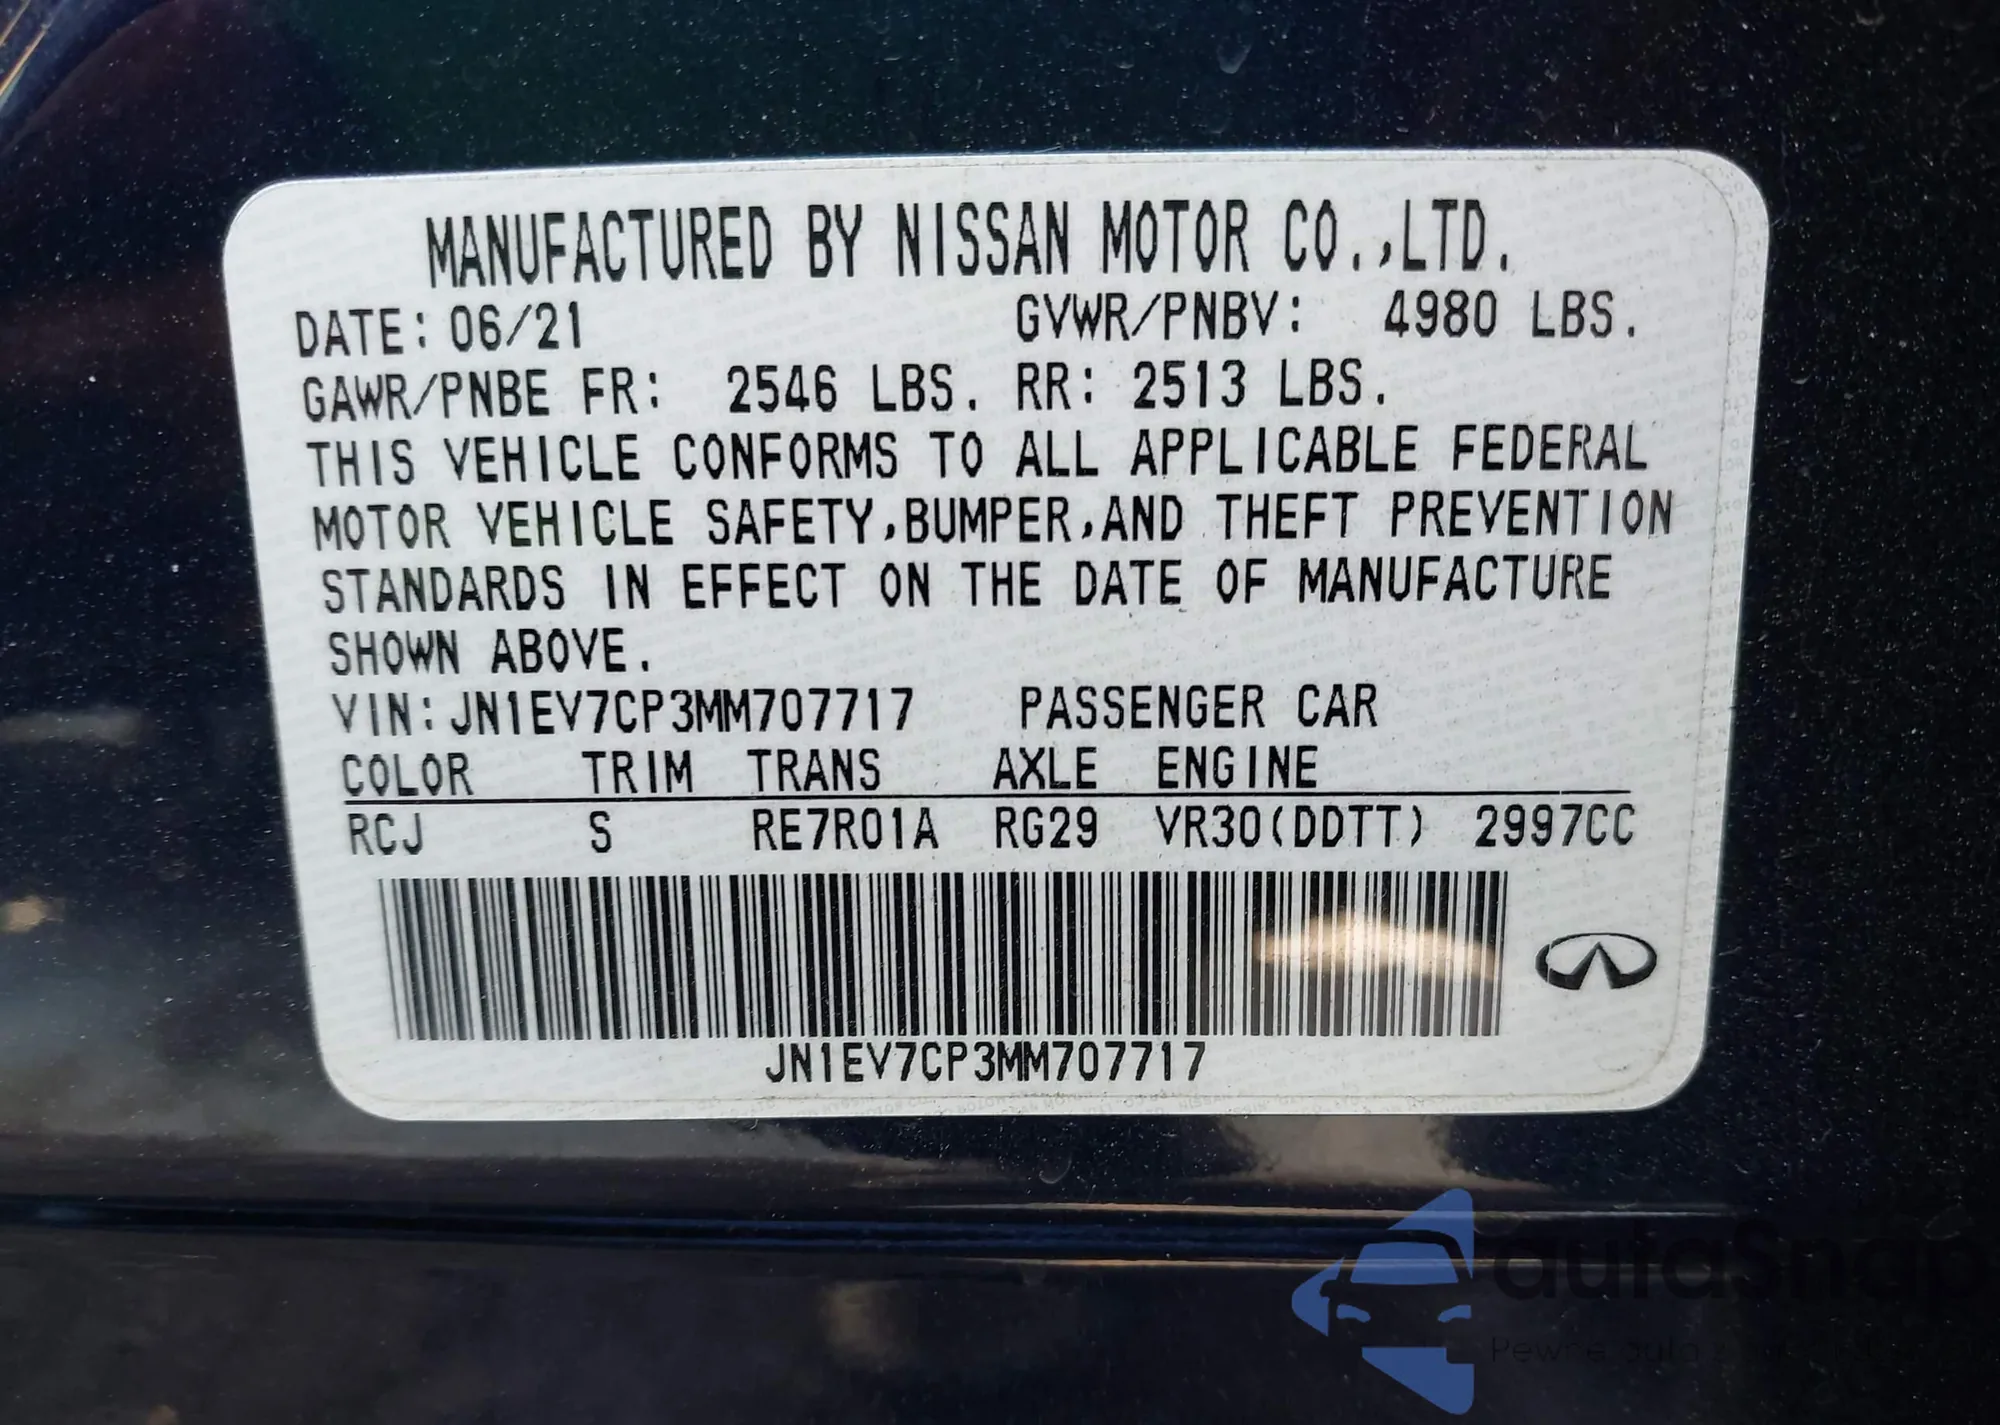 MANUFACTURED BY NISSAN MOTOR CO.,LTD.
DATE: 06/21 GVWR/PNBV: 4980 LBS.
GAWR/PNBE FR: 2546 LBS. RR: 2513 LBS.
THIS VEHICLE CONFORMS TO ALL APPLICABLE FEDERAL
MOTOR VEHICLE SAFETY,BUMPER,AND THEFT PREVENTION
STANDARDS IN EFFECT ON THE DATE OF MANUFACTURE
SHOWN ABOVE.
VIN:JN1EV7CP3MM707717 PASSENGER CAR
COLOR TRIM TRANS AXLE ENGINE
RCJ S RE7R01A RG29 VR30(DDTT) 2997CC
JN1EV7CP3MM707717
autaSnap
Pewne auto